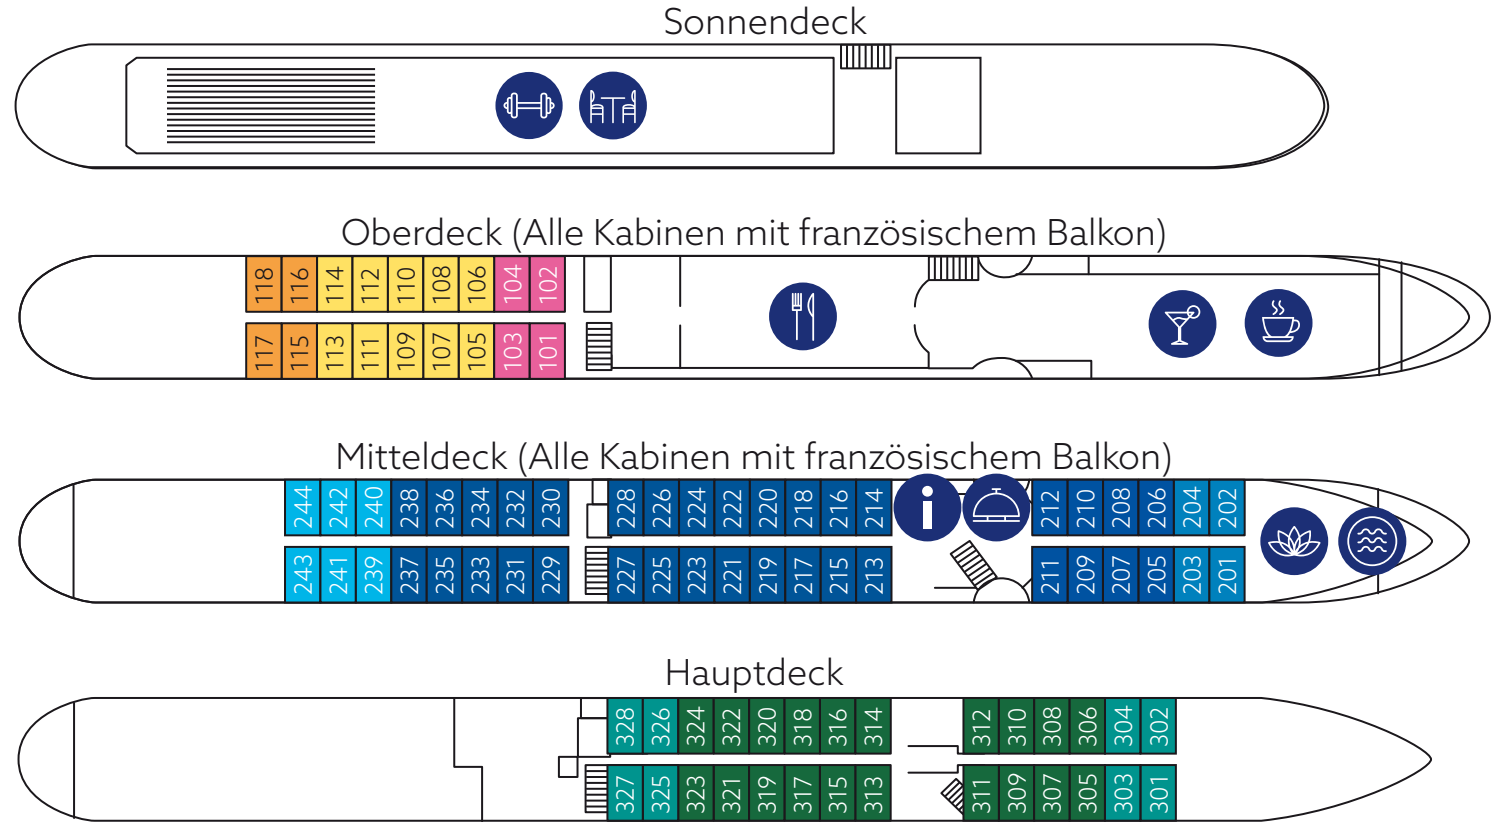 Sonnendeck
Oberdeck (Alle Kabinen mit französischem Balkon)
118 116 114 112 110 108 106 104 102
117 115 113 111 109 107 105 103 101
Mitteldeck (Alle Kabinen mit französischem Balkon)
244 242 240 238 236 234 232 230 228 226 224 222 220 218 216 214 i 212 210 208 206 204 202
243 241 239 237 235 233 231 229 227 225 223 221 219 217 215 213 211 209 207 205 203 201
Hauptdeck
328 326 324 322 320 318 316 314 312 310 308 306 304 302
327 325 323 321 319 317 315 313 311 309 307 305 303 301